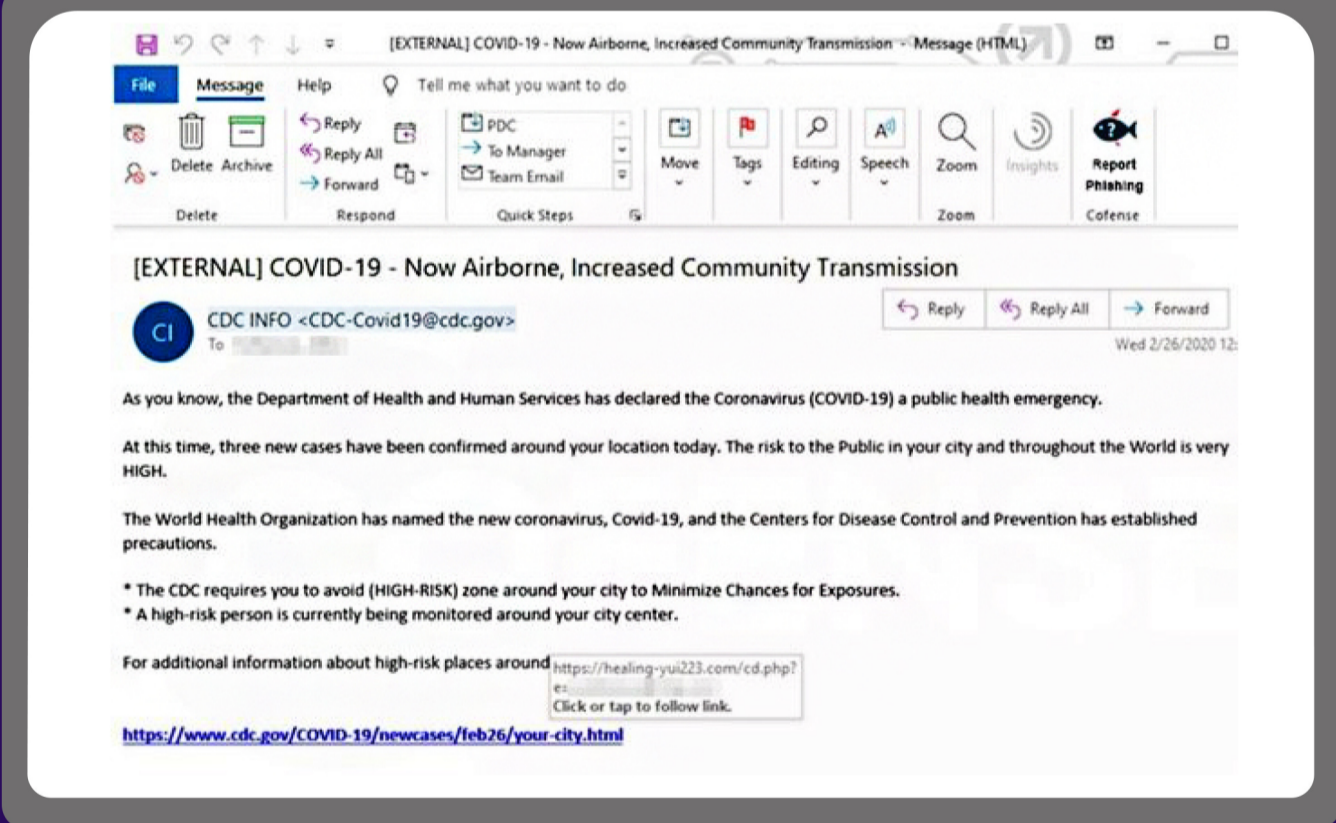 [EXTERNAL] COVID-19 - Now Airborne, Increased Community Transmission - Message (HTML)
File Message Help Tell me what you want to do
Delete Archive
Reply
Reply All
Forward
PDC
To Manager
Team Email
Move Tags Editing Speech Zoom Insights Report Phishing
Delete Respond Quick Steps Zoom Cofense
[EXTERNAL] COVID-19 - Now Airborne, Increased Community Transmission
CI
CDC INFO <CDC-Covid19@cdc.gov>
Reply Reply All Forward
To
Wed 2/26/2020 12:
As you know, the Department of Health and Human Services has declared the Coronavirus (COVID-19) a public health emergency.
At this time, three new cases have been confirmed around your location today. The risk to the Public in your city and throughout the World is very
HIGH.
The World Health Organization has named the new coronavirus, Covid-19, and the Centers for Disease Control and Prevention has established
precautions.
* The CDC requires you to avoid (HIGH-RISK) zone around your city to Minimize Chances for Exposures.
* A high-risk person is currently being monitored around your city center.
For additional information about high-risk places around
https://healing-yui223.com/cd.php?
e=
Click or tap to follow link.
https://www.cdc.gov/COVID-19/newcases/feb26/your-city.html